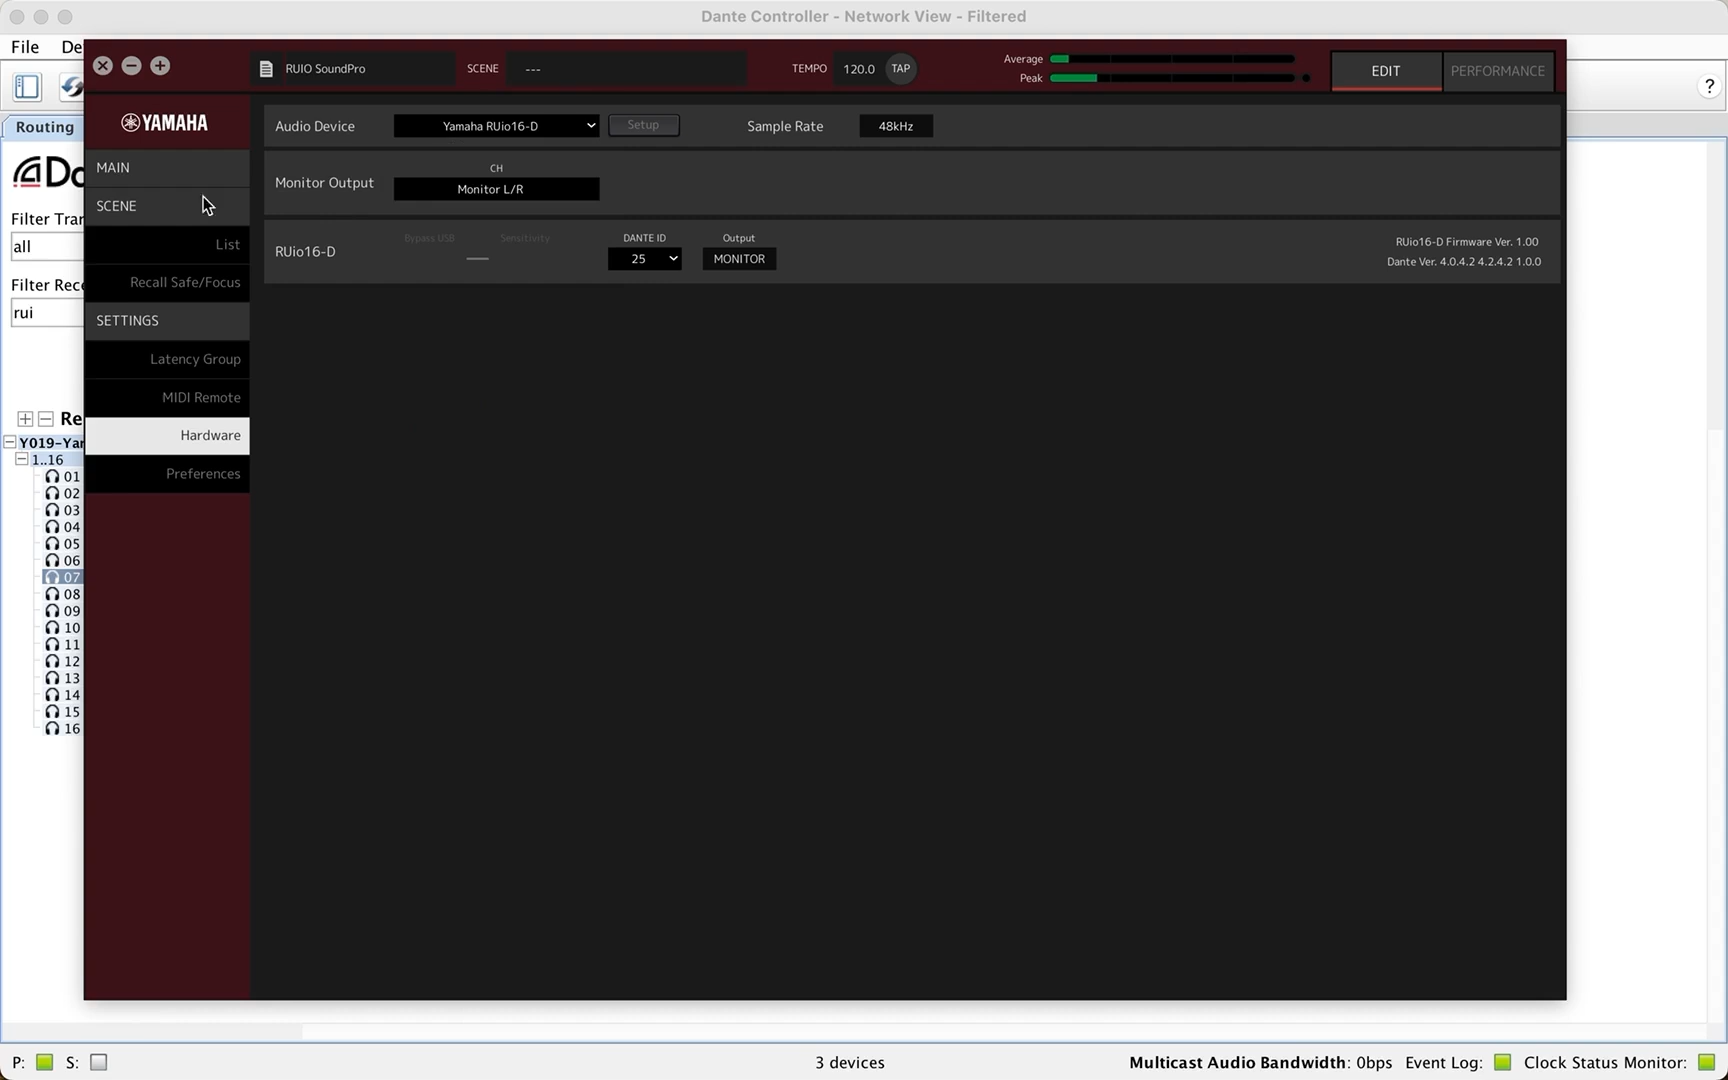 Dante Controller - Network View - Filtered
File De
RUIO SoundPro
SCENE ---
TEMPO 120.0 TAP
Average
Peak
EDIT PERFORMANCE
?
Routing
YAMAHA
Audio Device Yamaha RUio16-D Setup Sample Rate 48kHz
MAIN
SCENE
List
Recall Safe/Focus
SETTINGS
Latency Group
MIDI Remote
Hardware
Preferences
CH
Monitor Output Monitor L/R
Bypass USB Sensitivity DANTE ID Output
RUio16-D 25 MONITOR
RUio16-D Firmware Ver. 1.00
Dante Ver. 4.0.4.2 4.2.4.2 1.0.0
Do
Filter Tran
all
Filter Rece
rui
Re
Y019-Yar
1..16
01
02
03
04
05
06
07
08
09
10
11
12
13
14
15
16
P: S: 3 devices Multicast Audio Bandwidth: 0bps Event Log: Clock Status Monitor: